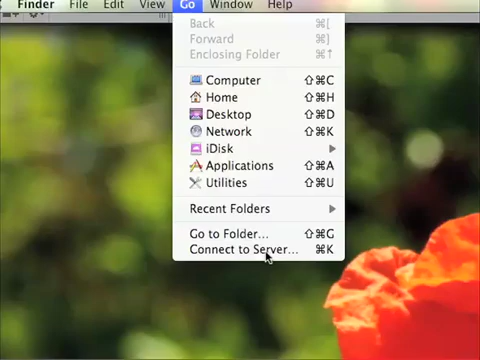 Finder File Edit View Go Window Help
Back ⌘[
Forward ⌘]
Enclosing Folder ⌘↑
Computer ⇧⌘C
Home ⇧⌘H
Desktop ⇧⌘D
Network ⇧⌘K
iDisk
Applications ⇧⌘A
Utilities ⇧⌘U
Recent Folders
Go to Folder... ⇧⌘G
Connect to Server... ⌘K